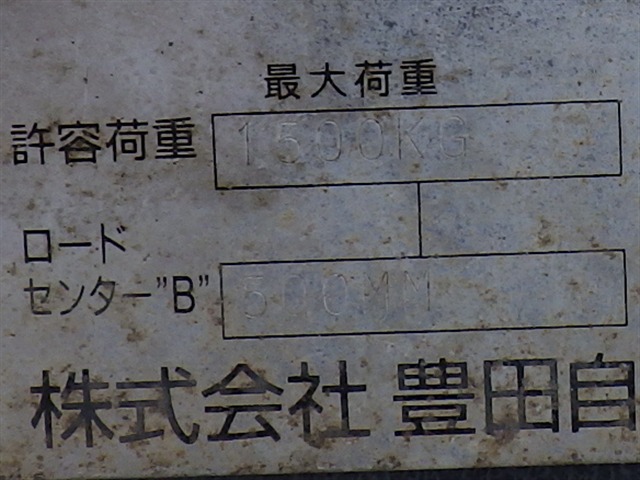 最大荷重
許容荷重 1500KG
ロード
センター"B" 500MM
株式会社 豊田自